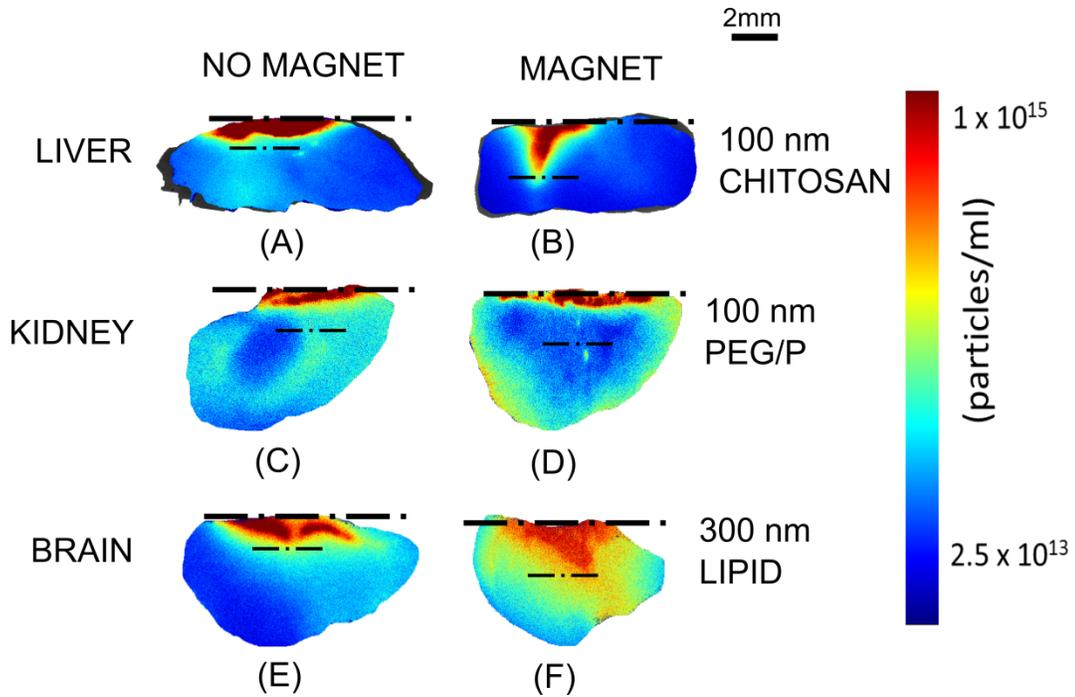 2mm
NO MAGNET
MAGNET
LIVER
100 nm
CHITOSAN
(A)
(B)
KIDNEY
100 nm
PEG/P
(C)
(D)
BRAIN
300 nm
LIPID
(E)
(F)
1 x 10¹⁵
(particles/ml)
2.5 x 10¹³